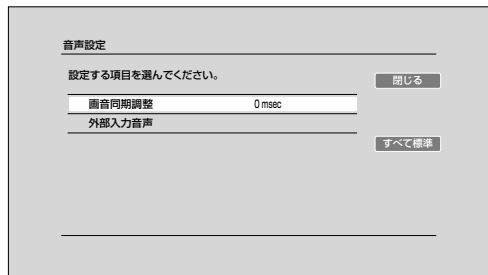 音声設定
設定する項目を選んでください。
閉じる
画音同期調整 0 msec
外部入力音声
すべて標準